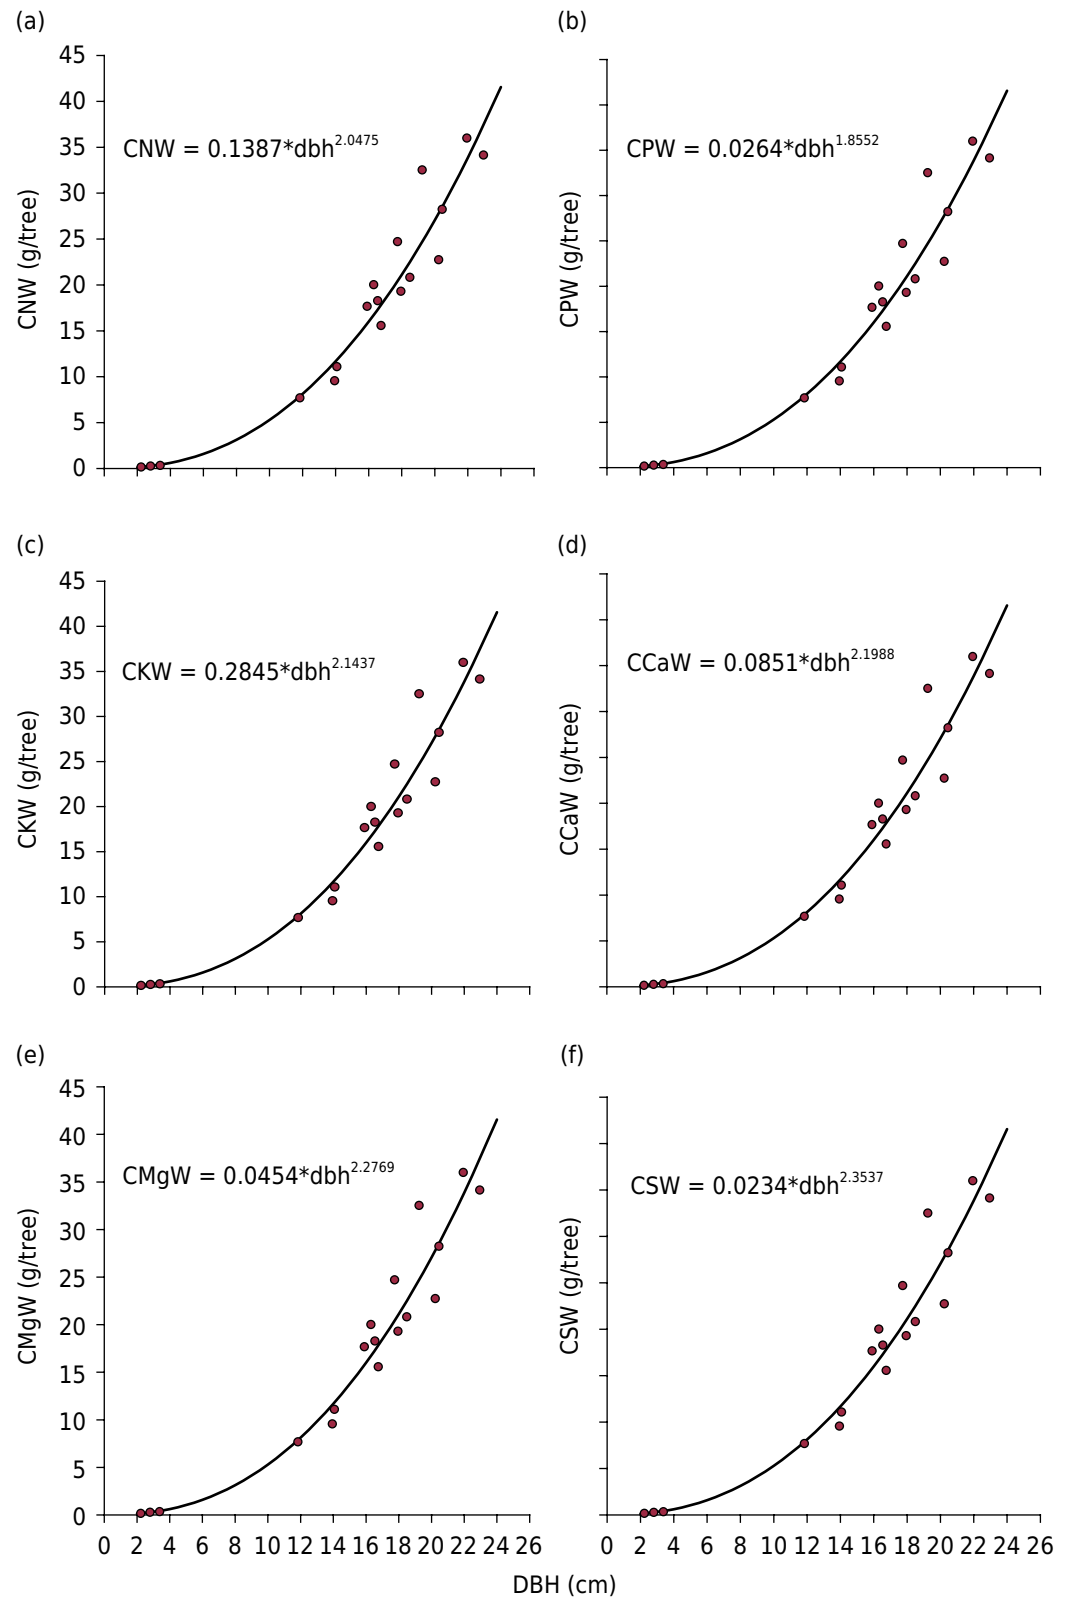 (a)
45
40
35
30
25
20
15
10
5
0
CNW (g/tree)
CNW = 0.1387*dbh^2.0475
(b)
CPW (g/tree)
CPW = 0.0264*dbh^1.8552
(c)
45
40
35
30
25
20
15
10
5
0
CKW (g/tree)
CKW = 0.2845*dbh^2.1437
(d)
CCaW (g/tree)
CCaW = 0.0851*dbh^2.1988
(e)
45
40
35
30
25
20
15
10
5
0
CMgW (g/tree)
CMgW = 0.0454*dbh^2.2769
0 2 4 6 8 10 12 14 16 18 20 22 24 26
(f)
CSW (g/tree)
CSW = 0.0234*dbh^2.3537
0 2 4 6 8 10 12 14 16 18 20 22 24 26
DBH (cm)